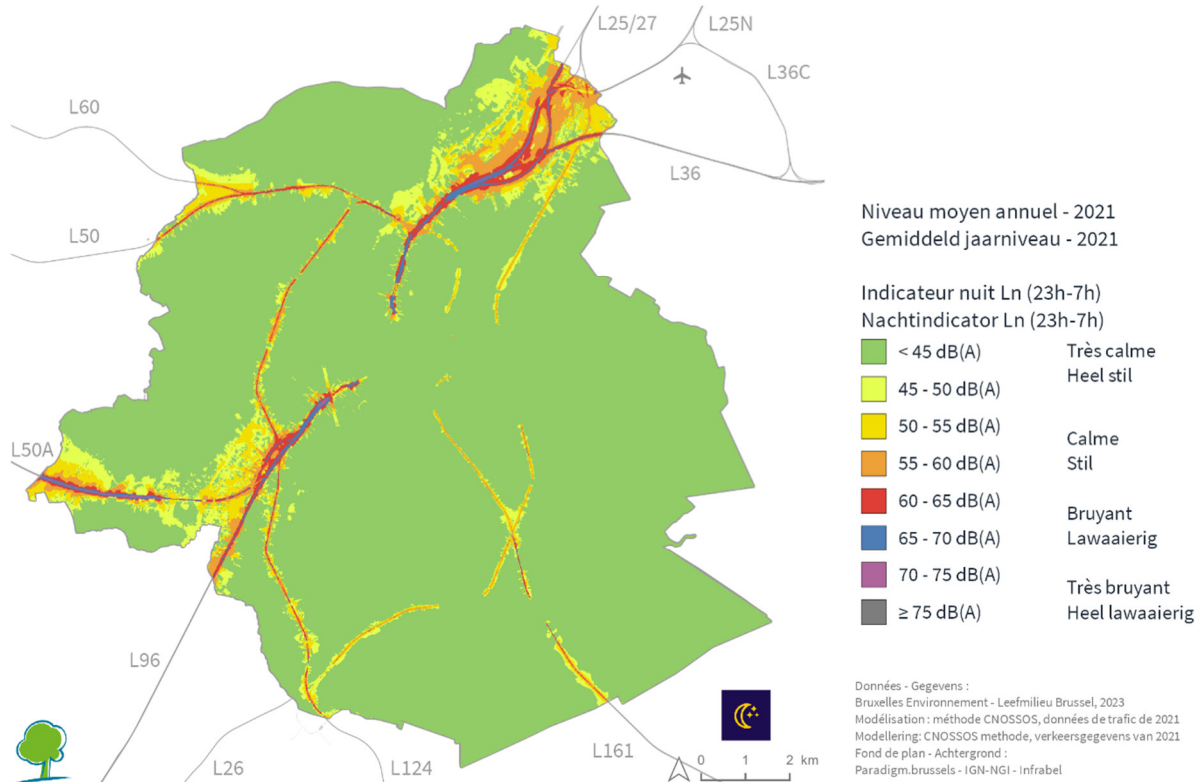 L25/27
L25N
L36C
L60
L36
L50
L50A
L96
L26
L124
L161
0 1 2 km
Niveau moyen annuel - 2021
Gemiddeld jaarniveau - 2021
Indicateur nuit Ln (23h-7h)
Nachtindicator Ln (23h-7h)
< 45 dB(A)
Très calme
Heel stil
45 - 50 dB(A)
50 - 55 dB(A)
Calme
Stil
55 - 60 dB(A)
60 - 65 dB(A)
Bruyant
Lawaaierig
65 - 70 dB(A)
70 - 75 dB(A)
Très bruyant
Heel lawaaierig
≥ 75 dB(A)
Données - Gegevens :
Bruxelles Environnement - Leefmilieu Brussel, 2023
Modélisation : méthode CNOSSOS, données de trafic de 2021
Modellering: CNOSSOS methode, verkeersgegevens van 2021
Fond de plan - Achtergrond :
Paradigm.brussels - IGN-NGI - Infrabel